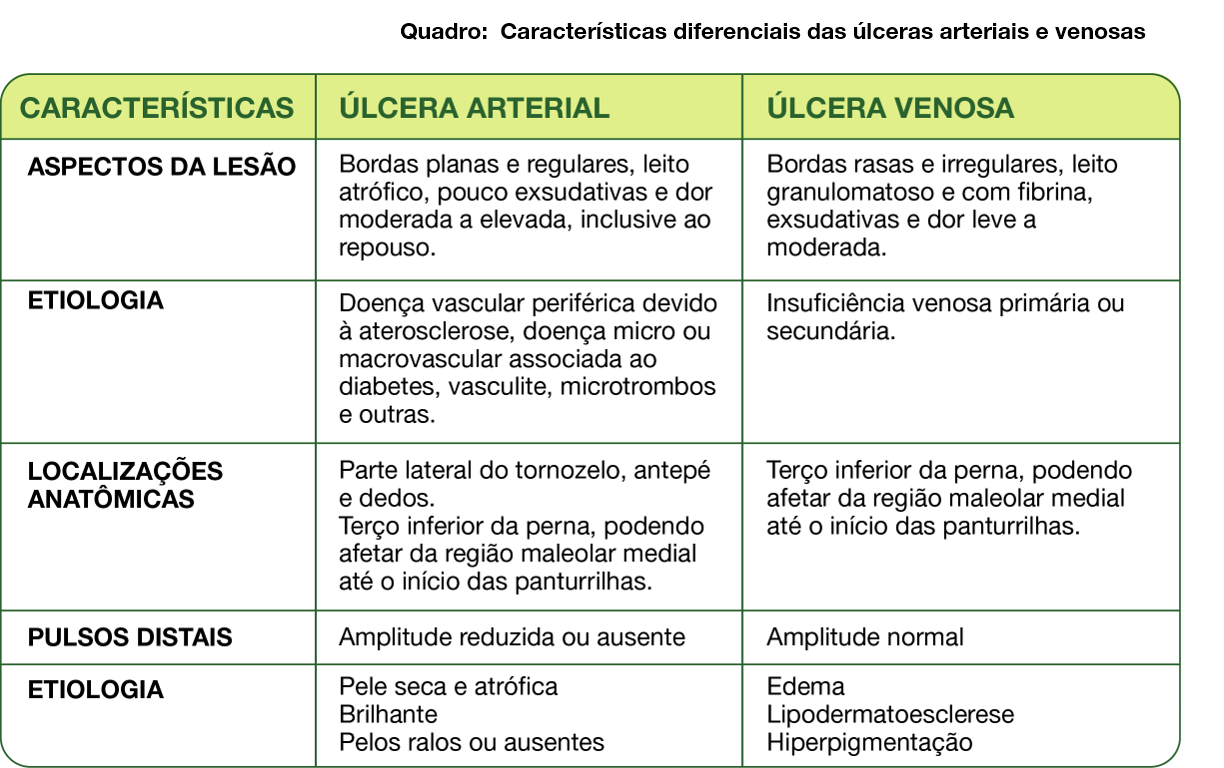 Quadro: Características diferenciais das úlceras arteriais e venosas
CARACTERÍSTICAS
ÚLCERA ARTERIAL
ÚLCERA VENOSA
ASPECTOS DA LESÃO
Bordas planas e regulares, leito
atrófico, pouco exsudativas e dor
moderada a elevada, inclusive ao
repouso.
Bordas rasas e irregulares, leito
granulomatoso e com fibrina,
exsudativas e dor leve a
moderada.
ETIOLOGIA
Doença vascular periférica devido
à aterosclerose, doença micro ou
macrovascular associada ao
diabetes, vasculite, microtrombos
e outras.
Insuficiência venosa primária ou
secundária.
LOCALIZAÇÕES
ANATÔMICAS
Parte lateral do tornozelo, antepé
e dedos.
Terço inferior da perna, podendo
afetar da região maleolar medial
até o início das panturrilhas.
Terço inferior da perna, podendo
afetar da região maleolar medial
até o início das panturrilhas.
PULSOS DISTAIS
Amplitude reduzida ou ausente
Amplitude normal
ETIOLOGIA
Pele seca e atrófica
Brilhante
Pelos ralos ou ausentes
Edema
Lipodermatoesclerese
Hiperpigmentação